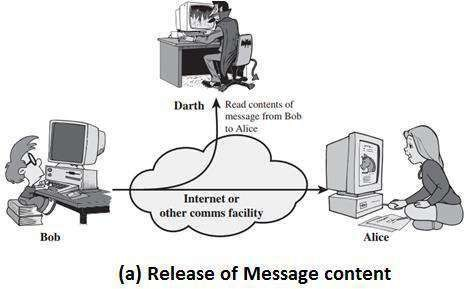 Darth
Read contents of
message from Bob
to Alice
Internet or
other comms facility
Bob
Alice
(a) Release of Message content